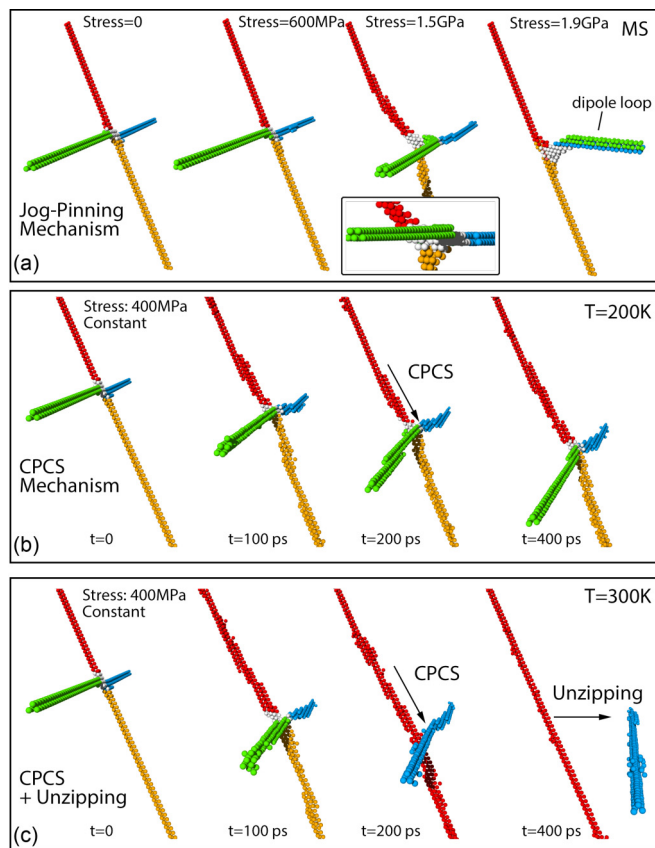 Stress=0
Stress=600MPa
Stress=1.5GPa
Stress=1.9GPa
MS
dipole loop
Jog-Pinning
Mechanism
(a)
Stress: 400MPa
Constant
T=200K
CPCS
CPCS
Mechanism
(b)
t=0
t=100 ps
t=200 ps
t=400 ps
Stress: 400MPa
Constant
T=300K
CPCS
Unzipping
CPCS
+ Unzipping
(c)
t=0
t=100 ps
t=200 ps
t=400 ps